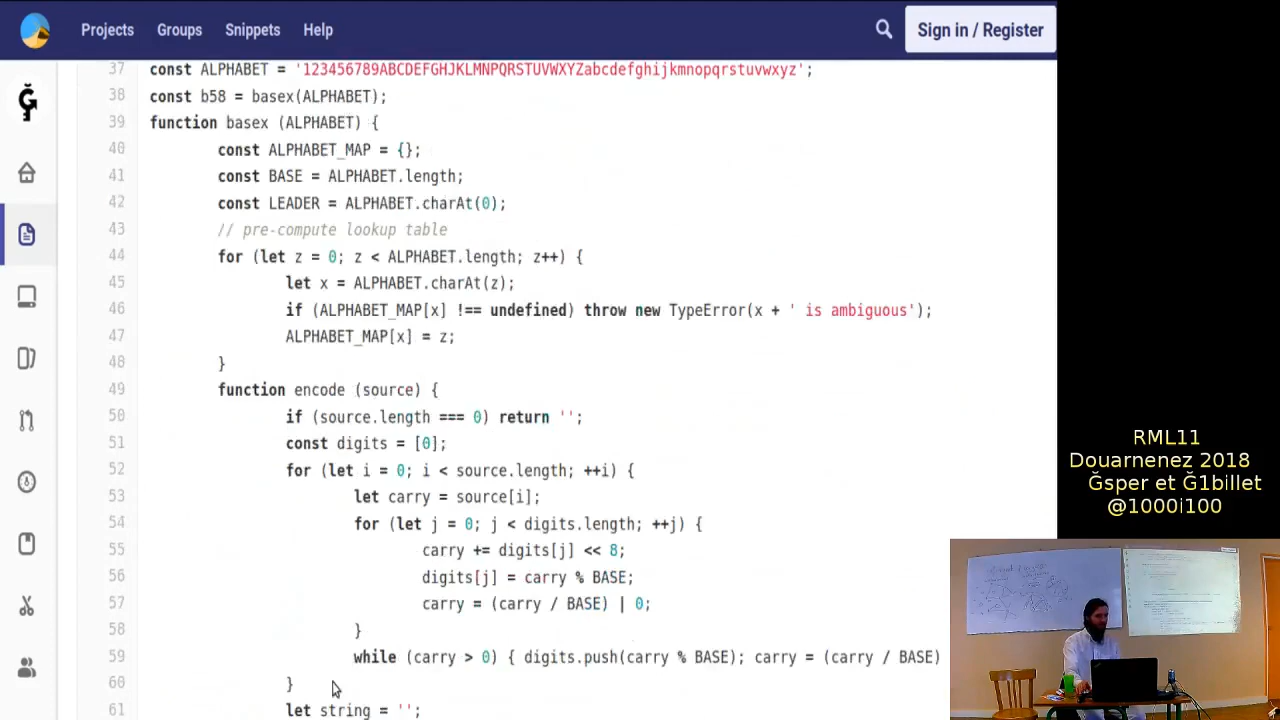 Projects Groups Snippets Help Sign in / Register
37 const ALPHABET = '123456789ABCDEFGHJKLMNPQRSTUVWXYZabcdefghijkmnopqrstuvwxyz';
38 const b58 = basex(ALPHABET);
39 function basex (ALPHABET) {
40 const ALPHABET_MAP = {};
41 const BASE = ALPHABET.length;
42 const LEADER = ALPHABET.charAt(0);
43 // pre-compute lookup table
44 for (let z = 0; z < ALPHABET.length; z++) {
45 let x = ALPHABET.charAt(z);
46 if (ALPHABET_MAP[x] !== undefined) throw new TypeError(x + ' is ambiguous');
47 ALPHABET_MAP[x] = z;
48 }
49 function encode (source) {
50 if (source.length === 0) return '';
51 const digits = [0];
52 for (let i = 0; i < source.length; ++i) {
53 let carry = source[i];
54 for (let j = 0; j < digits.length; ++j) {
55 carry += digits[j] << 8;
56 digits[j] = carry % BASE;
57 carry = (carry / BASE) | 0;
58 }
59 while (carry > 0) { digits.push(carry % BASE); carry = (carry / BASE)
60 }
61 let string = '';
RML11
Douarnenez 2018
Ğsper et Ğ1billet
@1000i100